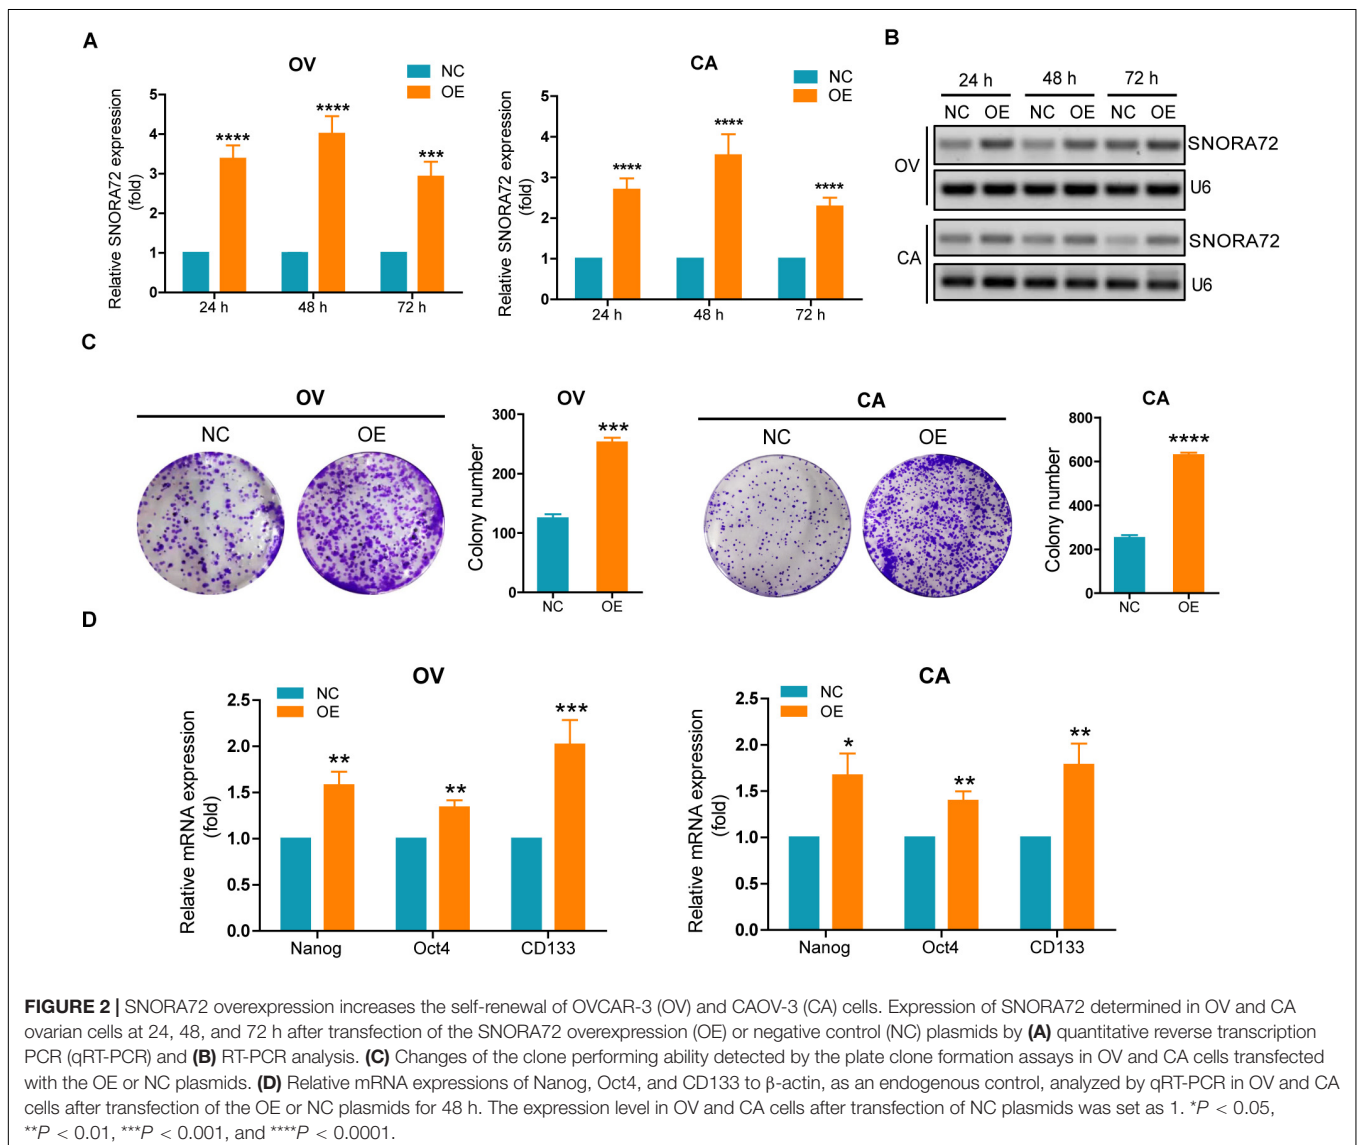 A
OV
NC
OE
Relative SNORA72 expression
(fold)
5
4
3
2
1
0
****
****
***
24 h
48 h
72 h
CA
NC
OE
Relative SNORA72 expression
(fold)
5
4
3
2
1
0
****
****
****
24 h
48 h
72 h
B
24 h 48 h 72 h
NC OE NC OE NC OE
OV
SNORA72
U6
CA
SNORA72
U6
C
OV
NC OE
OV
Colony number
300
200
100
0
***
NC OE
CA
NC OE
CA
Colony number
800
600
400
200
0
****
NC OE
D
OV
NC
OE
Relative mRNA expression
(fold)
2.5
2.0
1.5
1.0
0.5
0.0
**
**
***
Nanog Oct4 CD133
CA
NC
OE
Relative mRNA expression
(fold)
2.5
2.0
1.5
1.0
0.5
0.0
*
**
**
Nanog Oct4 CD133
FIGURE 2 | SNORA72 overexpression increases the self-renewal of OVCAR-3 (OV) and CAOV-3 (CA) cells. Expression of SNORA72 determined in OV and CA
ovarian cells at 24, 48, and 72 h after transfection of the SNORA72 overexpression (OE) or negative control (NC) plasmids by (A) quantitative reverse transcription
PCR (qRT-PCR) and (B) RT-PCR analysis. (C) Changes of the clone performing ability detected by the plate clone formation assays in OV and CA cells transfected
with the OE or NC plasmids. (D) Relative mRNA expressions of Nanog, Oct4, and CD133 to β-actin, as an endogenous control, analyzed by qRT-PCR in OV and CA
cells after transfection of the OE or NC plasmids for 48 h. The expression level in OV and CA cells after transfection of NC plasmids was set as 1. *P < 0.05,
**P < 0.01, ***P < 0.001, and ****P < 0.0001.